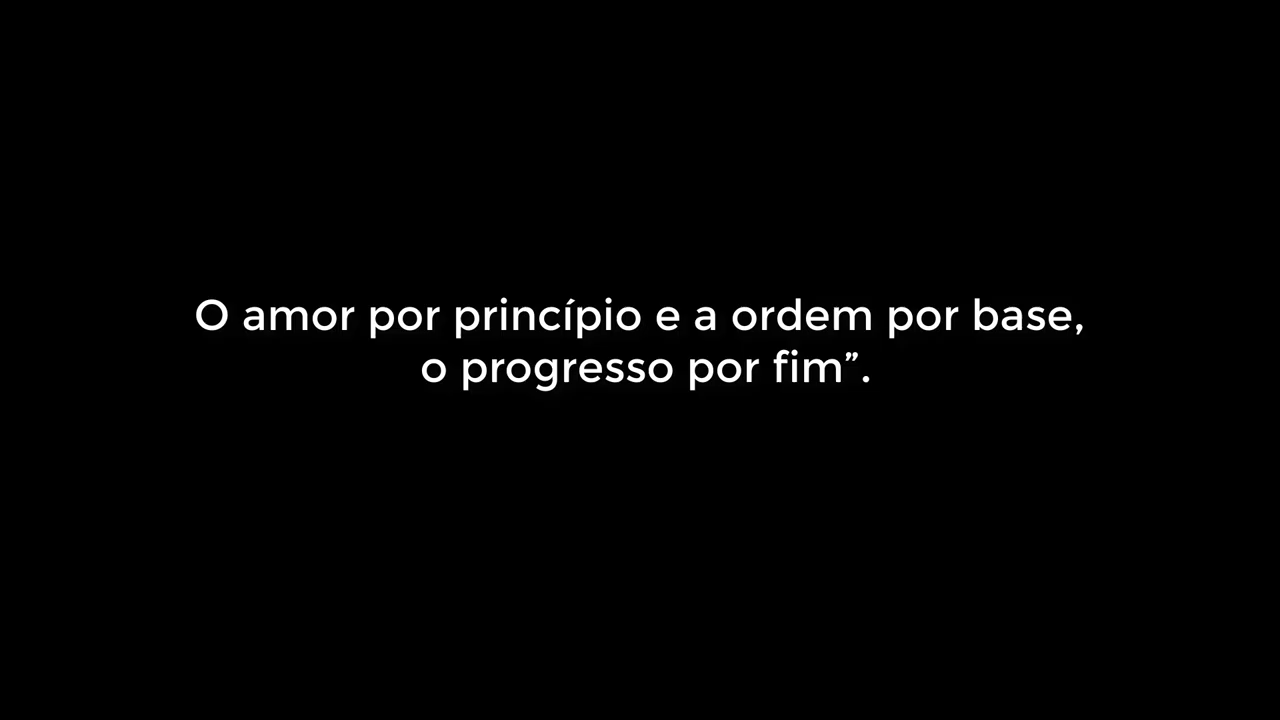 O amor por princípio e a ordem por base,
o progresso por fim”.